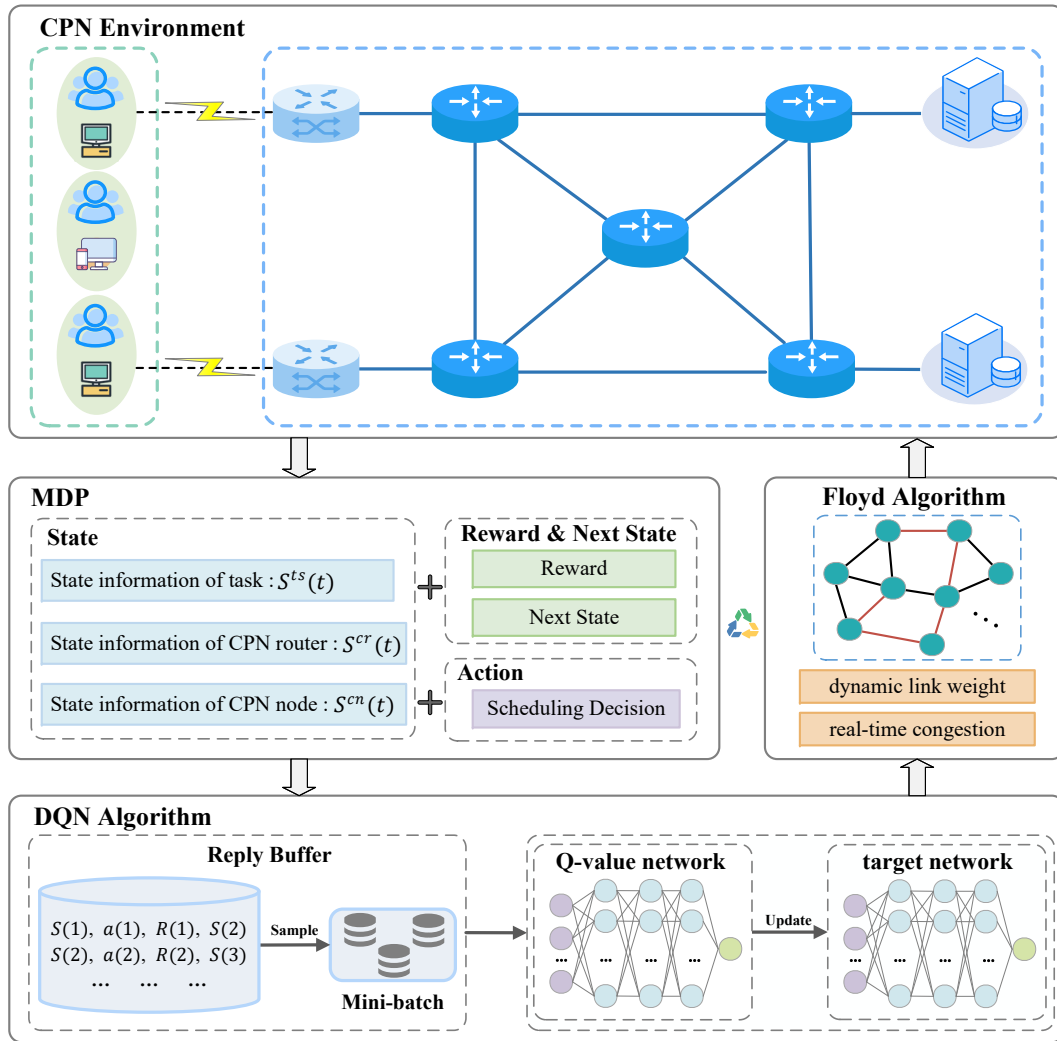 CPN Environment
MDP
State
State information of task : S^{ts}(t)
State information of CPN router : S^{cr}(t)
State information of CPN node : S^{cn}(t)
Reward & Next State
Reward
Next State
Action
Scheduling Decision
Floyd Algorithm
...
dynamic link weight
real-time congestion
DQN Algorithm
Reply Buffer
S(1), a(1), R(1), S(2)
S(2), a(2), R(2), S(3)
... ... ...
Sample
Mini-batch
Q-value network
... ... ... ...
Update
target network
... ... ... ...